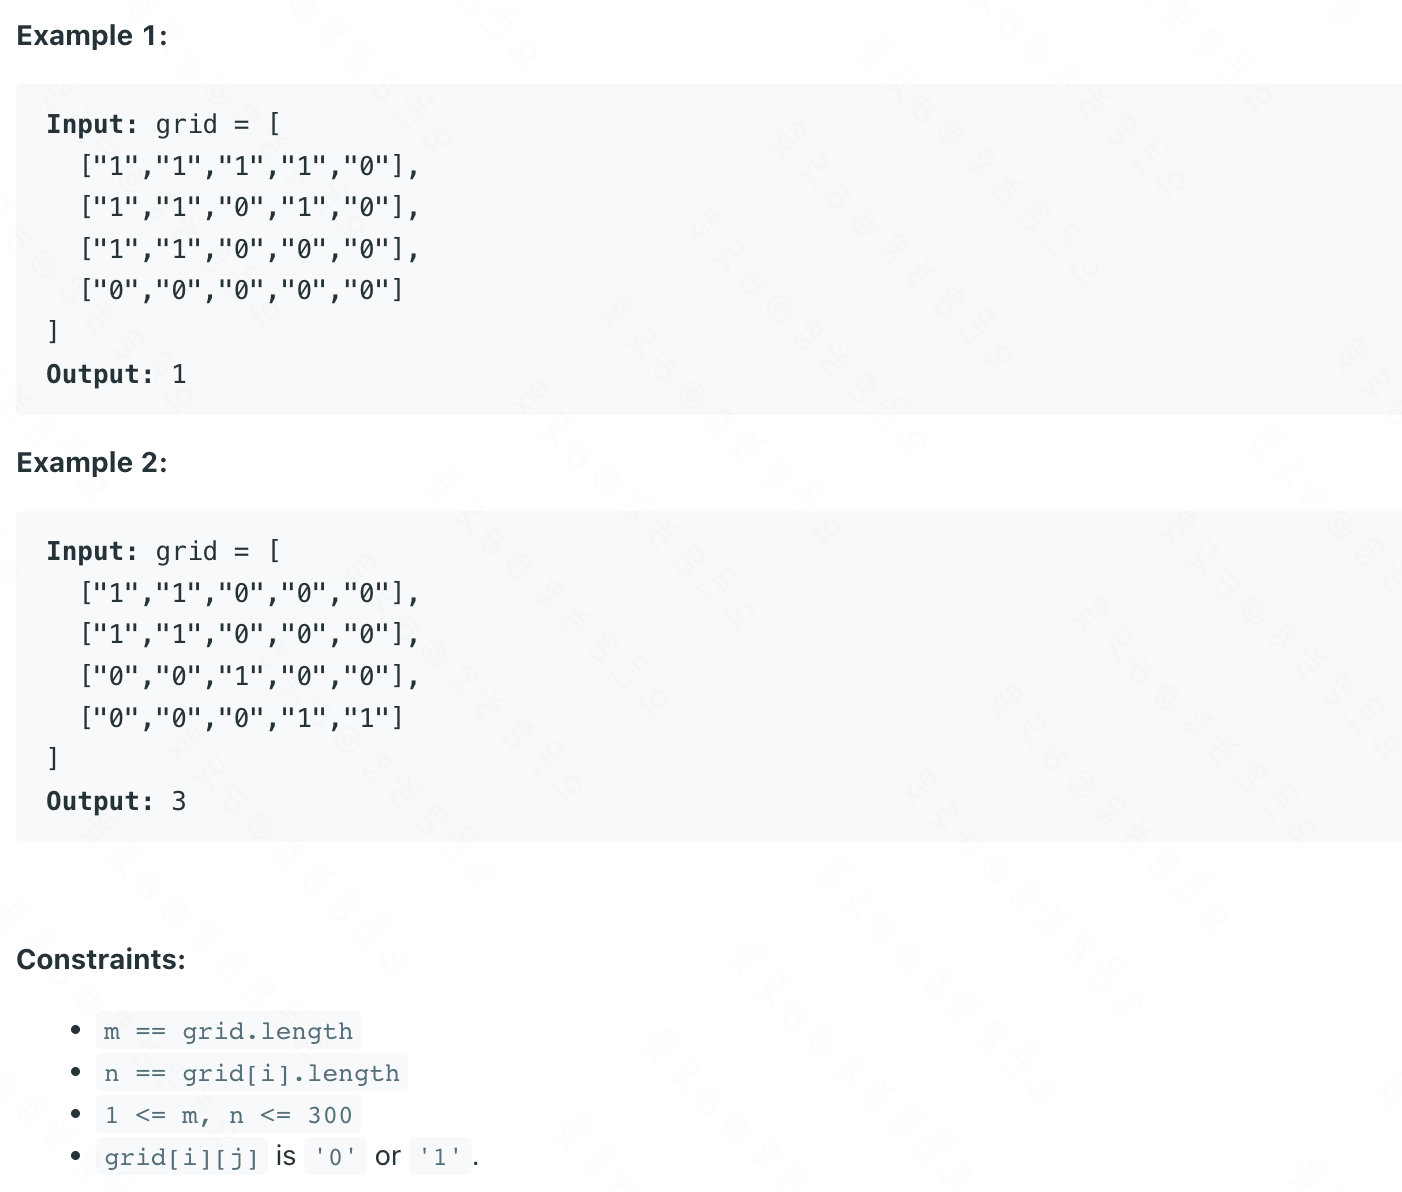 Example 1:
Input: grid = [
["1","1","1","1","0"],
["1","1","0","1","0"],
["1","1","0","0","0"],
["0","0","0","0","0"]
]
Output: 1
Example 2:
Input: grid = [
["1","1","0","0","0"],
["1","1","0","0","0"],
["0","0","1","0","0"],
["0","0","0","1","1"]
]
Output: 3
Constraints:
• m == grid.length
• n == grid[i].length
• 1 <= m, n <= 300
• grid[i][j] is '0' or '1'.